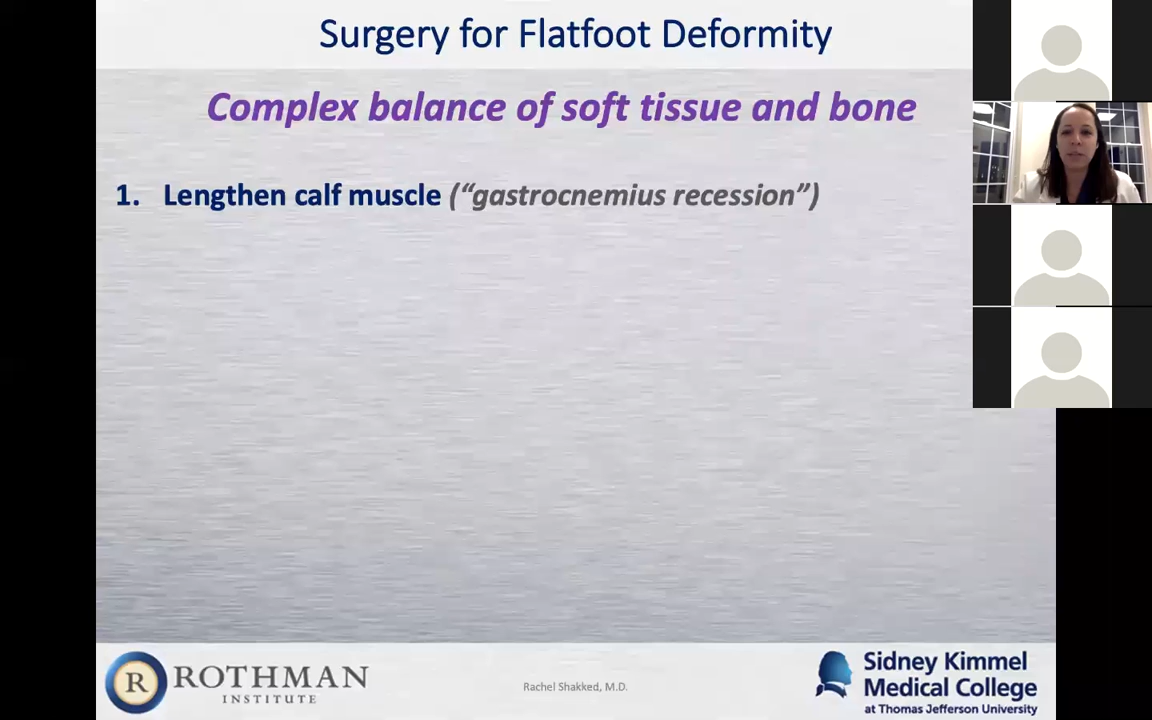 Surgery for Flatfoot Deformity
Complex balance of soft tissue and bone
1. Lengthen calf muscle (“gastrocnemius recession”)
R
ROTHMAN
INSTITUTE
Rachel Shakked, M.D.
Sidney Kimmel
Medical College
at Thomas Jefferson University